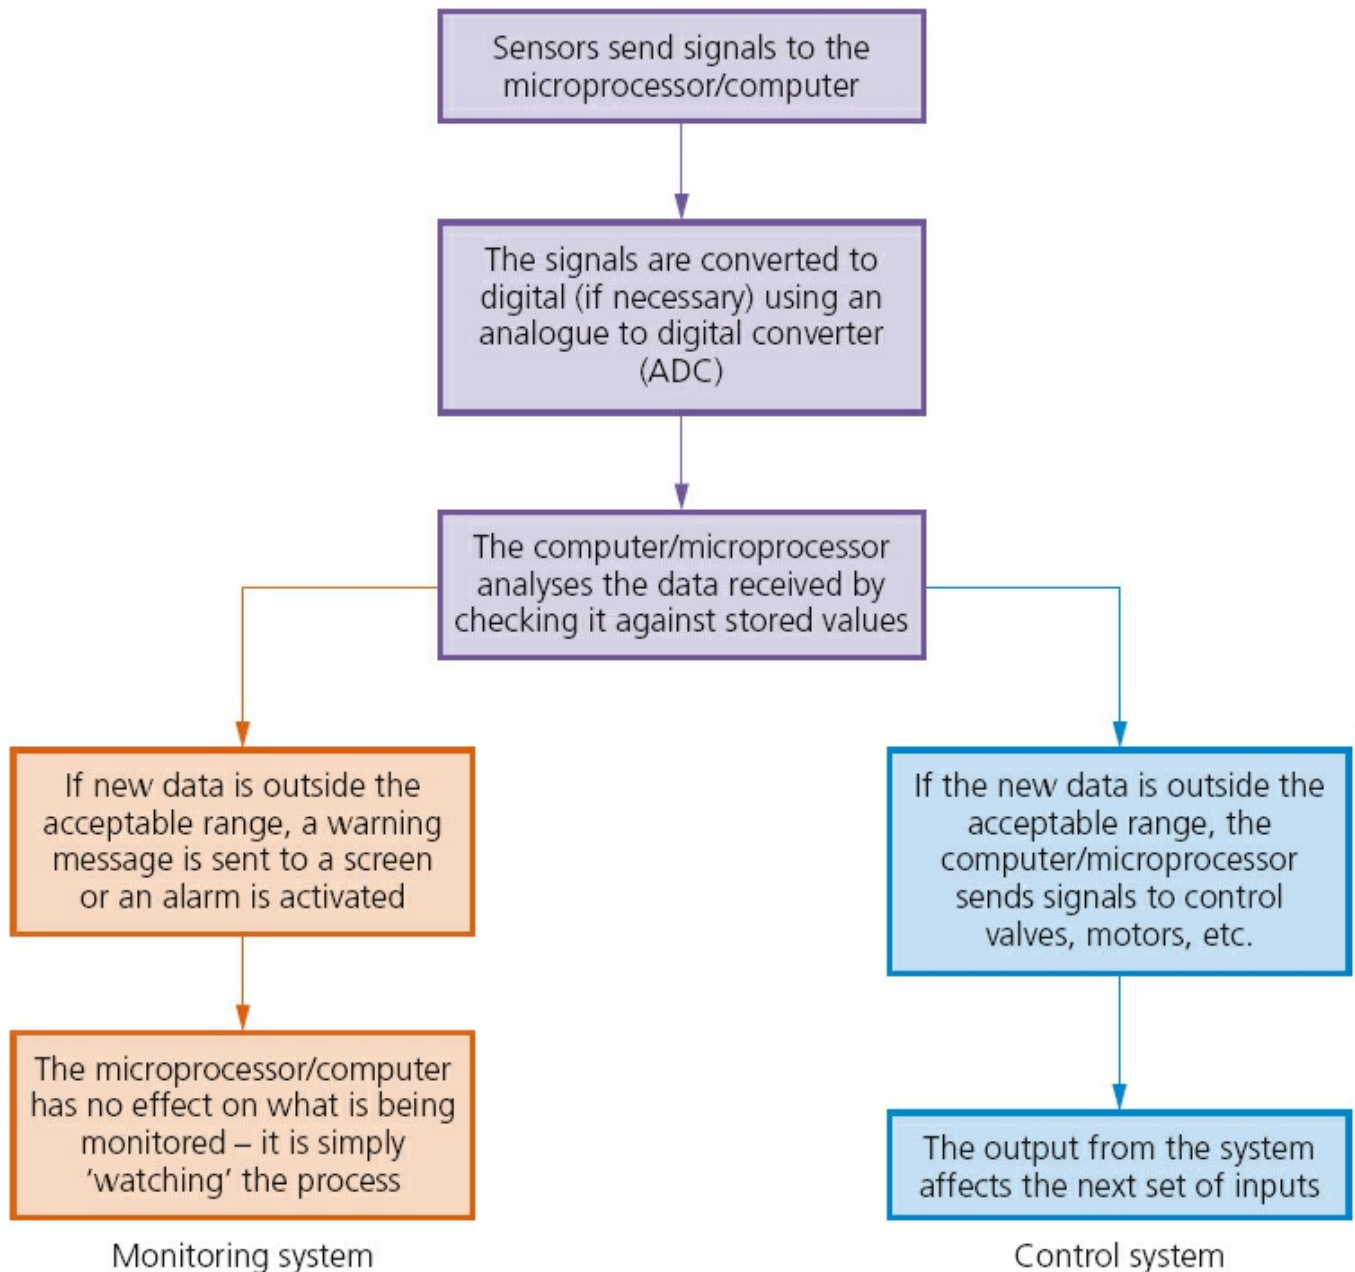 Sensors send signals to the
microprocessor/computer
The signals are converted to
digital (if necessary) using an
analogue to digital converter
(ADC)
The computer/microprocessor
analyses the data received by
checking it against stored values
If new data is outside the
acceptable range, a warning
message is sent to a screen
or an alarm is activated
The microprocessor/computer
has no effect on what is being
monitored – it is simply
‘watching’ the process
Monitoring system
If the new data is outside the
acceptable range, the
computer/microprocessor
sends signals to control
valves, motors, etc.
The output from the system
affects the next set of inputs
Control system